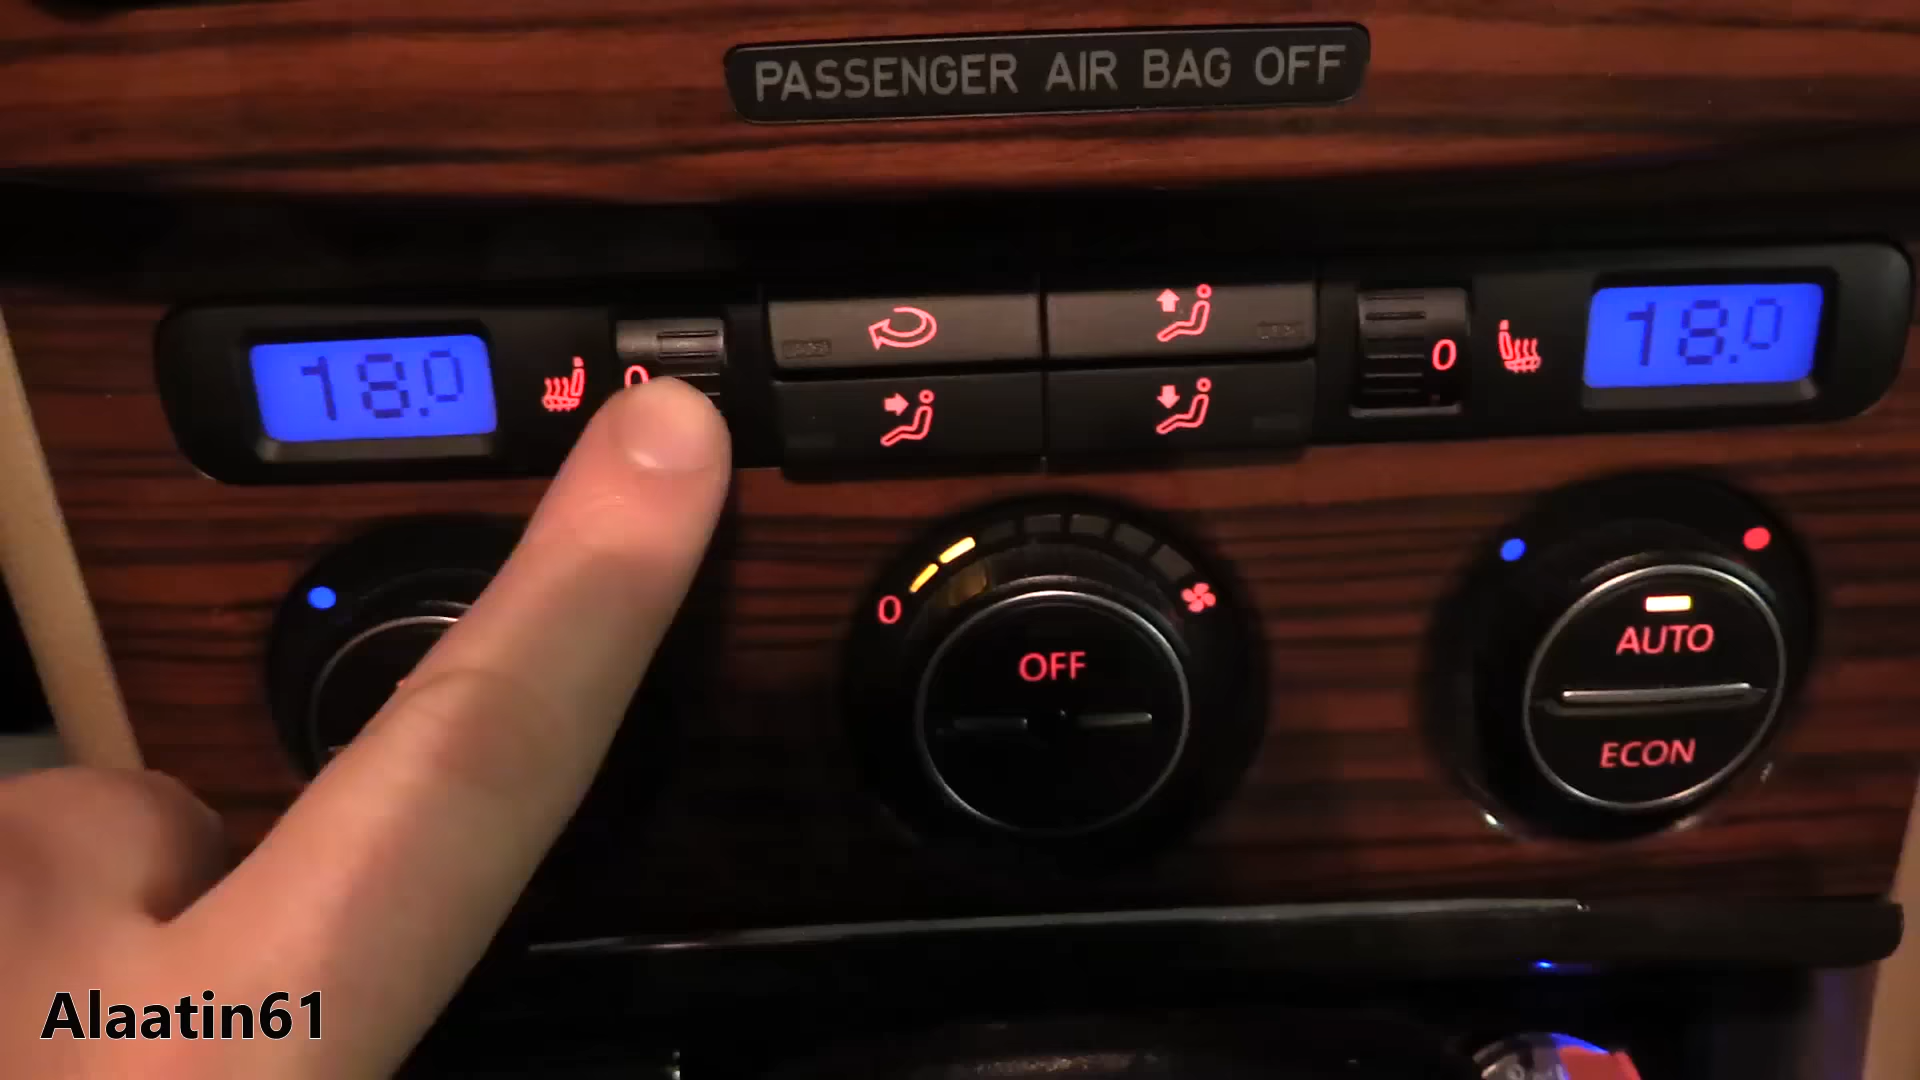 PASSENGER AIR BAG OFF
18.0
0
0
18.0
0
OFF
AUTO
ECON
Alaatin61